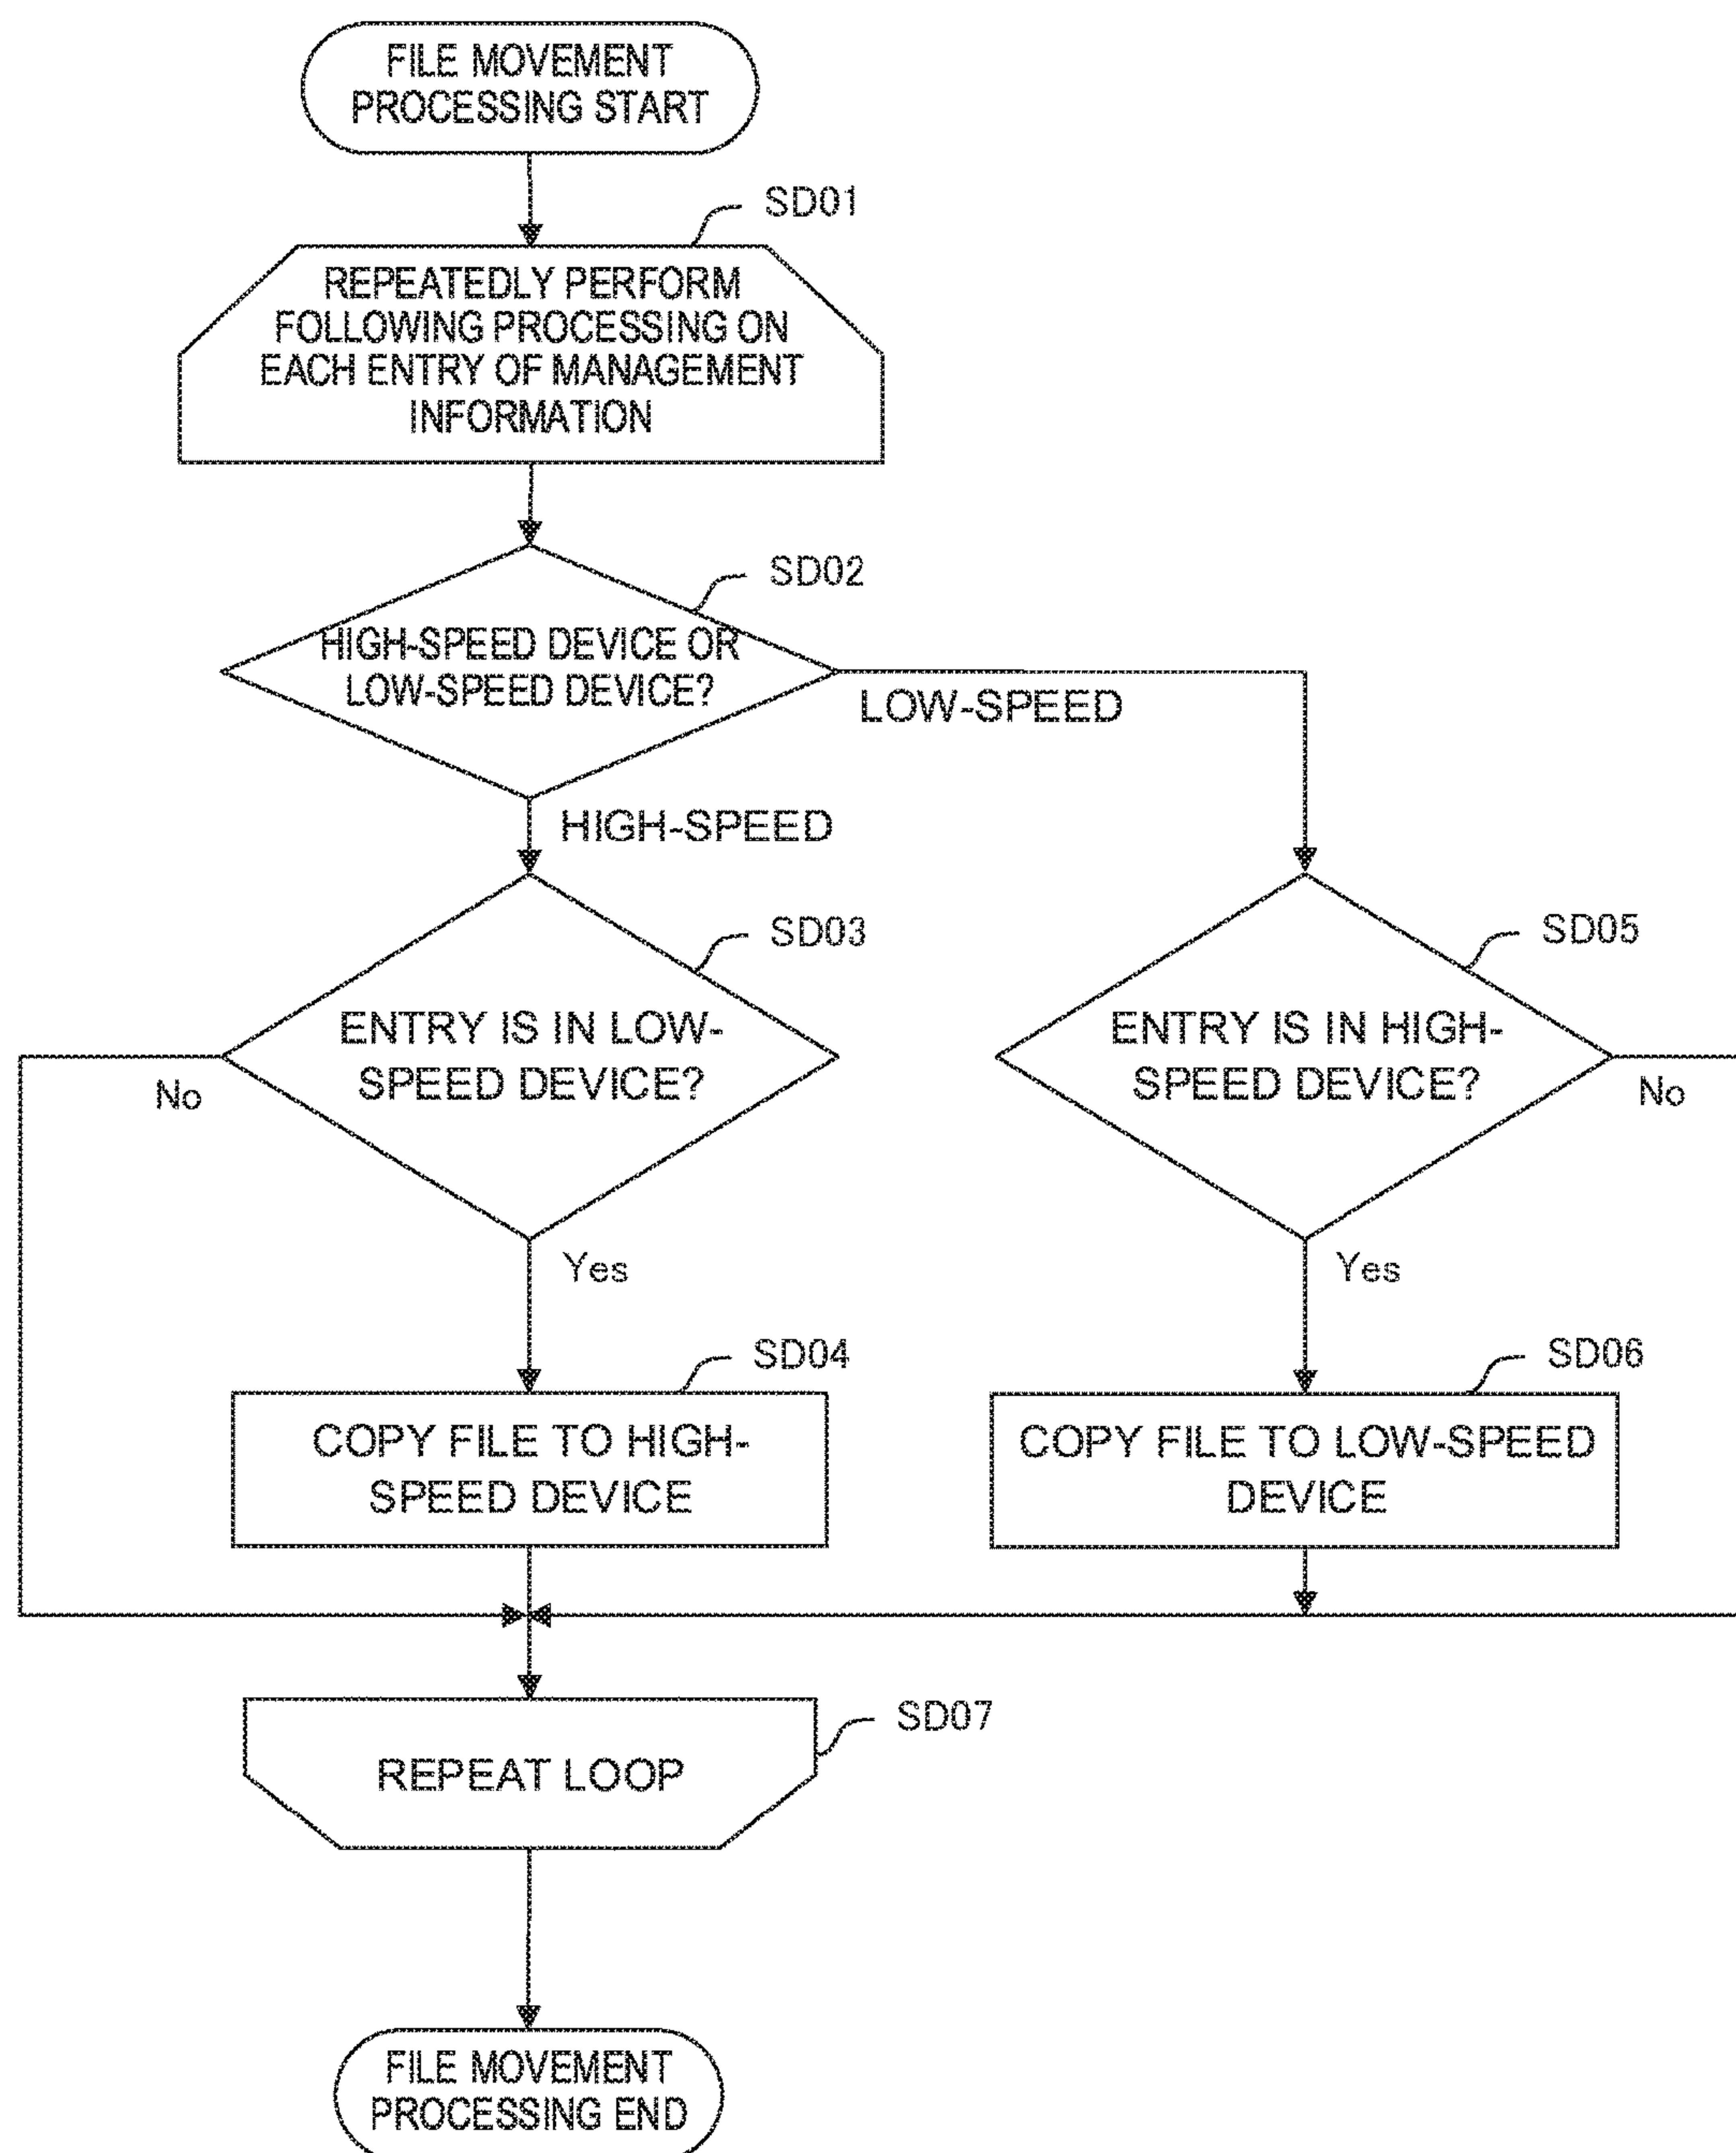 FILE MOVEMENT
PROCESSING START
SD01
REPEATEDLY PERFORM
FOLLOWING PROCESSING ON
EACH ENTRY OF MANAGEMENT
INFORMATION
SD02
HIGH-SPEED DEVICE OR
LOW-SPEED DEVICE?
LOW-SPEED
HIGH-SPEED
SD03
ENTRY IS IN LOW-
SPEED DEVICE?
No
Yes
SD05
ENTRY IS IN HIGH-
SPEED DEVICE?
No
Yes
SD04
COPY FILE TO HIGH-
SPEED DEVICE
SD06
COPY FILE TO LOW-SPEED
DEVICE
SD07
REPEAT LOOP
FILE MOVEMENT
PROCESSING END